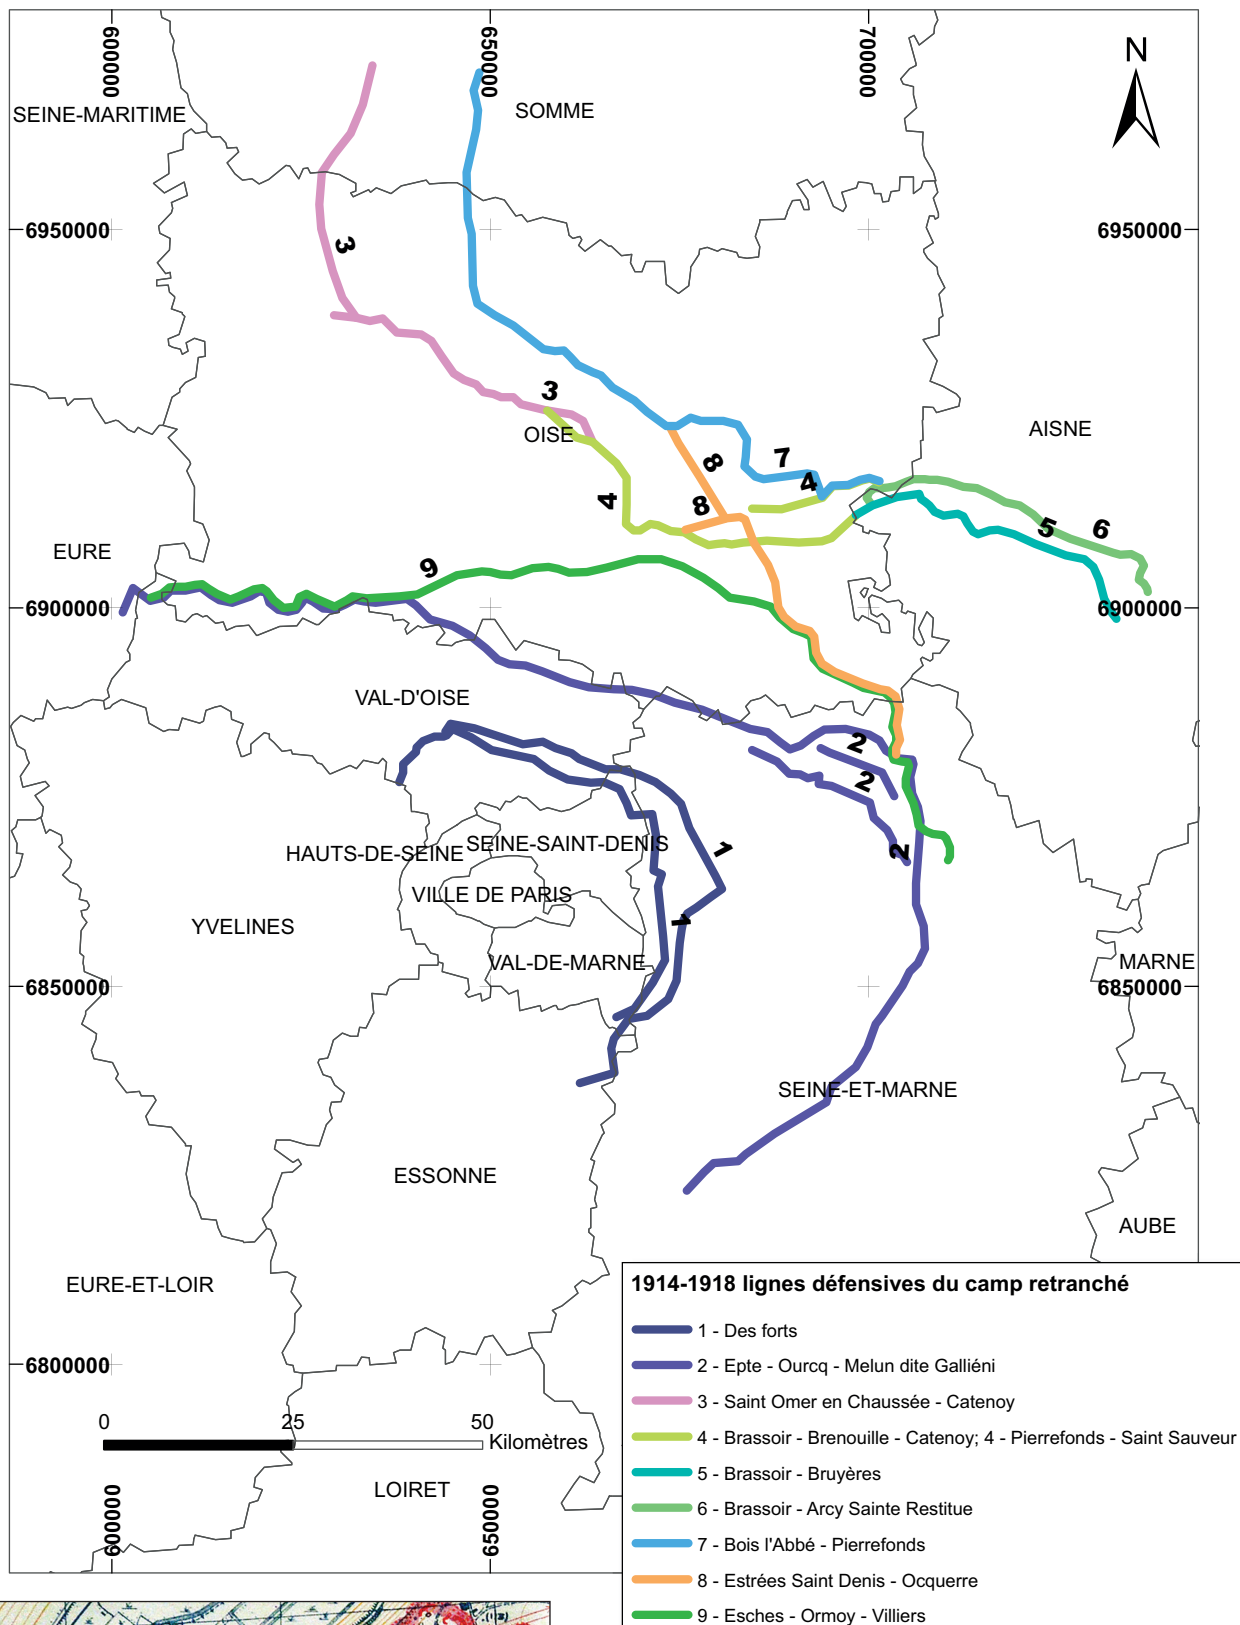 600000
650000
700000
N
SEINE-MARITIME
SOMME
6950000
6950000
3
3
OISE
AISNE
8
7
4
4
8
5
6
EURE
9
6900000
6900000
VAL-D'OISE
2
2
HAUTS-DE-SEINE
SEINE-SAINT-DENIS
1
2
VILLE DE PARIS
YVELINES
1
VAL-DE-MARNE
MARNE
6850000
6850000
SEINE-ET-MARNE
ESSONNE
AUBE
EURE-ET-LOIR
1914-1918 lignes défensives du camp retranché
1 - Des forts
2 - Epte - Ourcq - Melun dite Galliéni
3 - Saint Omer en Chaussée - Catenoy
4 - Brassoir - Brenouille - Catenoy; 4 - Pierrefonds - Saint Sauveur
5 - Brassoir - Bruyères
6 - Brassoir - Arcy Sainte Restitue
7 - Bois l'Abbé - Pierrefonds
8 - Estrées Saint Denis - Ocquerre
9 - Esches - Ormoy - Villiers
6800000
0 25 50
Kilomètres
LOIRET
600000
650000